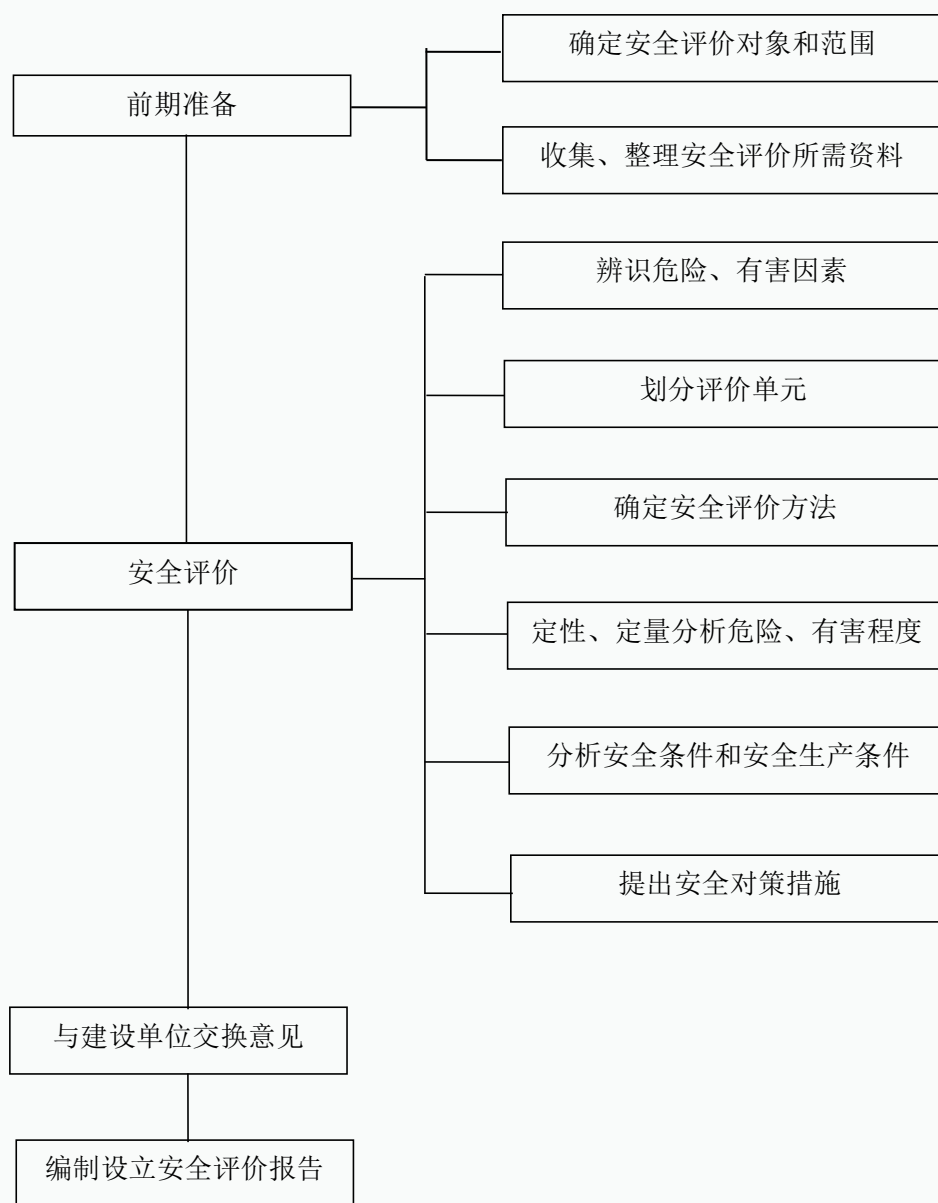 确定安全评价对象和范围
前期准备
收集、整理安全评价所需资料
辨识危险、有害因素
划分评价单元
确定安全评价方法
安全评价
定性、定量分析危险、有害程度
分析安全条件和安全生产条件
提出安全对策措施
与建设单位交换意见
编制设立安全评价报告